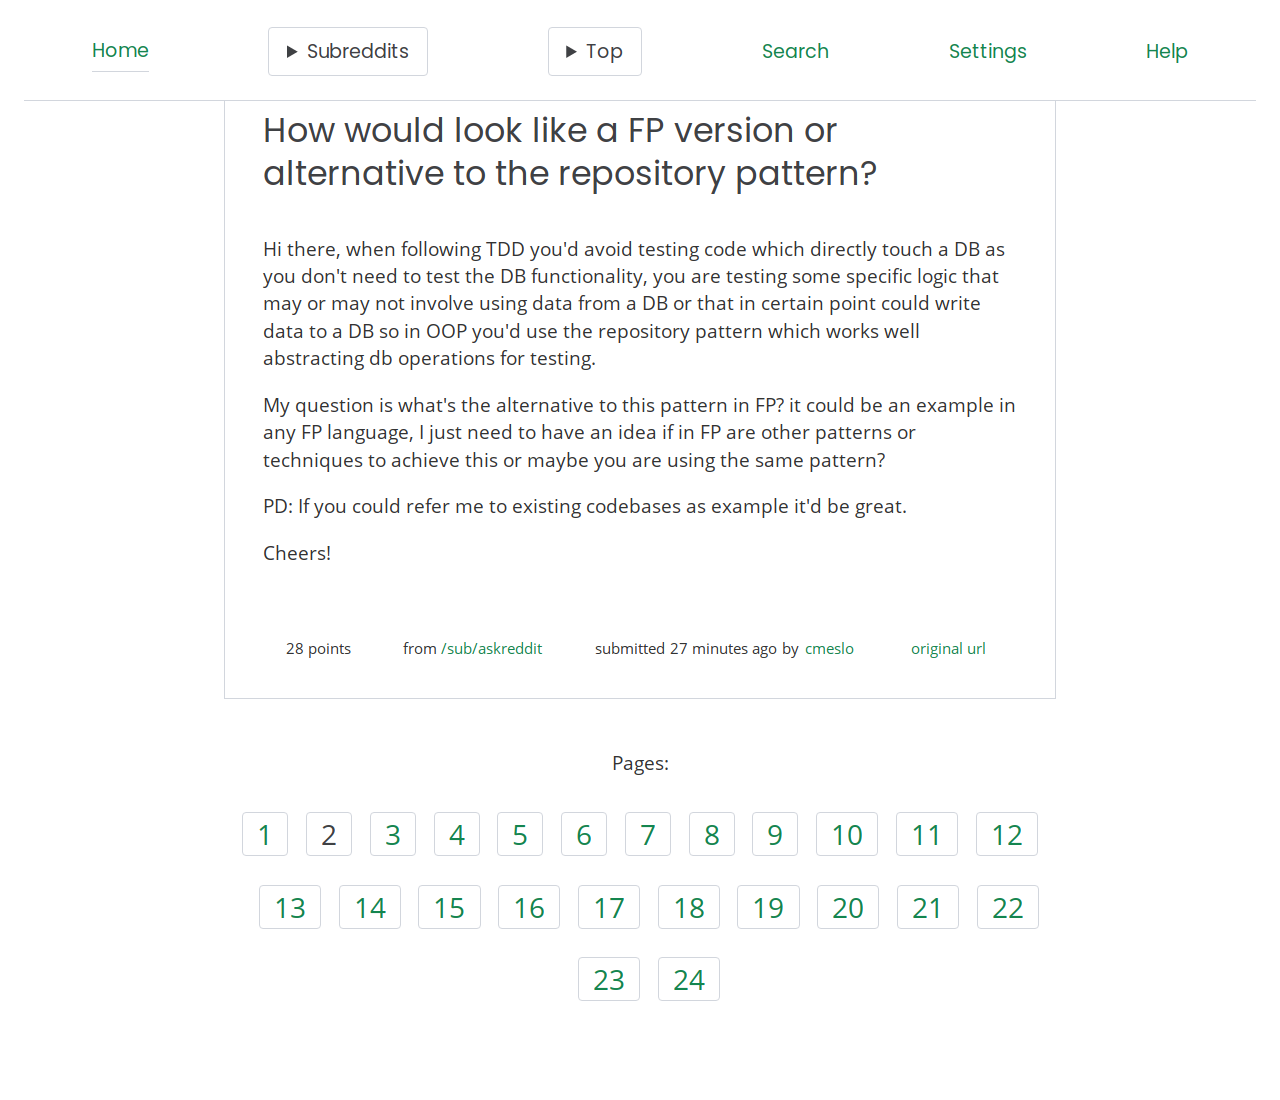 Home ▶ Subreddits ▶ Top Search Settings Help
How would look like a FP version or
alternative to the repository pattern?
Hi there, when following TDD you'd avoid testing code which directly touch a DB as
you don't need to test the DB functionality, you are testing some specific logic that
may or may not involve using data from a DB or that in certain point could write
data to a DB so in OOP you'd use the repository pattern which works well
abstracting db operations for testing.
My question is what's the alternative to this pattern in FP? it could be an example in
any FP language, I just need to have an idea if in FP are other patterns or
techniques to achieve this or maybe you are using the same pattern?
PD: If you could refer me to existing codebases as example it'd be great.
Cheers!
28 points from /sub/askreddit submitted 27 minutes ago by cmeslo original url
Pages:
1 2 3 4 5 6 7 8 9 10 11 12
13 14 15 16 17 18 19 20 21 22
23 24